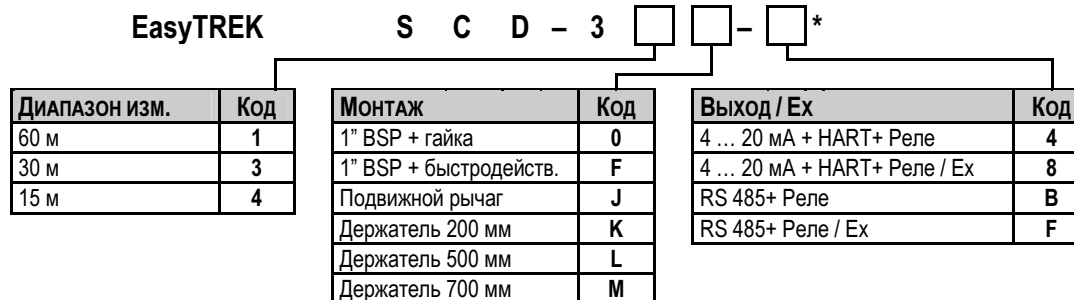 EasyTREK S C D – 3 – *
ДИАПАЗОН ИЗМ. КОД
60 м 1
30 м 3
15 м 4
МОНТАЖ КОД
1” BSP + гайка 0
1” BSP + быстродейств. F
Подвижной рычаг J
Держатель 200 мм K
Держатель 500 мм L
Держатель 700 мм M
ВЫХОД / EX КОД
4 … 20 мА + HART+ Реле 4
4 … 20 мА + HART+ Реле / Ex 8
RS 485+ Реле B
RS 485+ Реле / Ex F